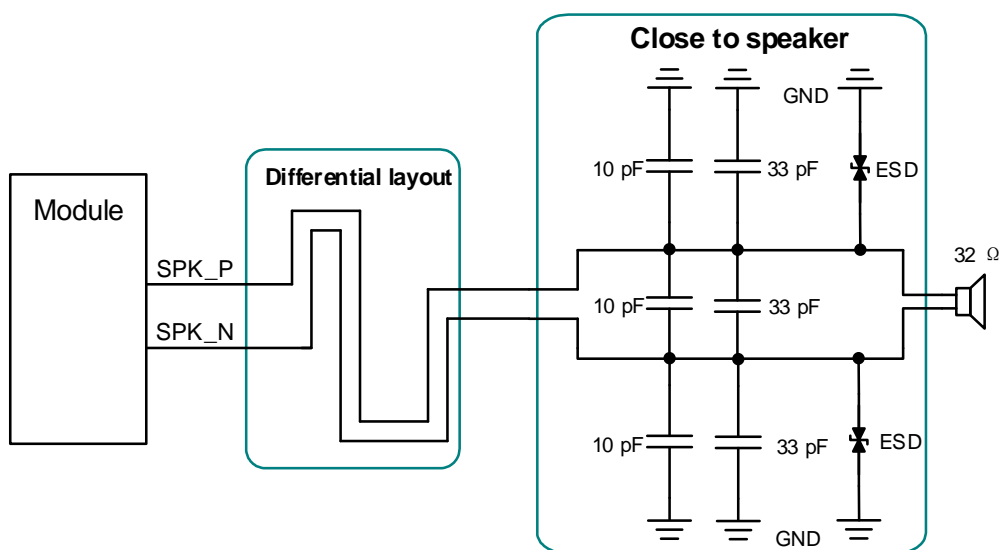 Close to speaker
GND
10 pF
33 pF
ESD
Differential layout
Module
SPK_P
32 Ω
10 pF
33 pF
SPK_N
10 pF
33 pF
ESD
GND